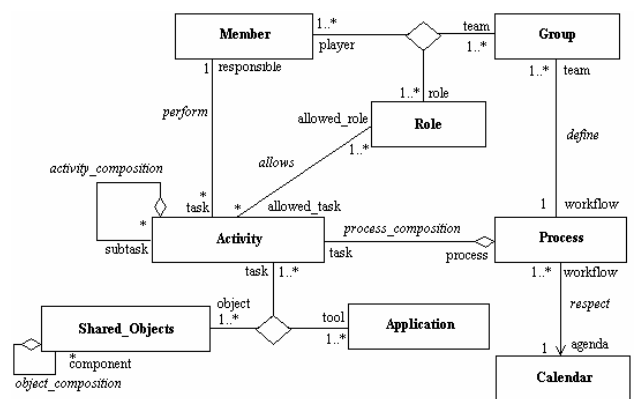 Member
1..*
player
team
1..*
Group
1 responsible
1..* team
perform
1..* role
allowed_role
Role
1..*
define
allows
activity_composition
*
task
*
allowed_task
1 workflow
*
subtask
Activity
process_composition
task
process
Process
task 1..*
1..* workflow
object
1..*
Shared_Objects
tool
1..*
Application
respect
*
component
object_composition
1 agenda
Calendar